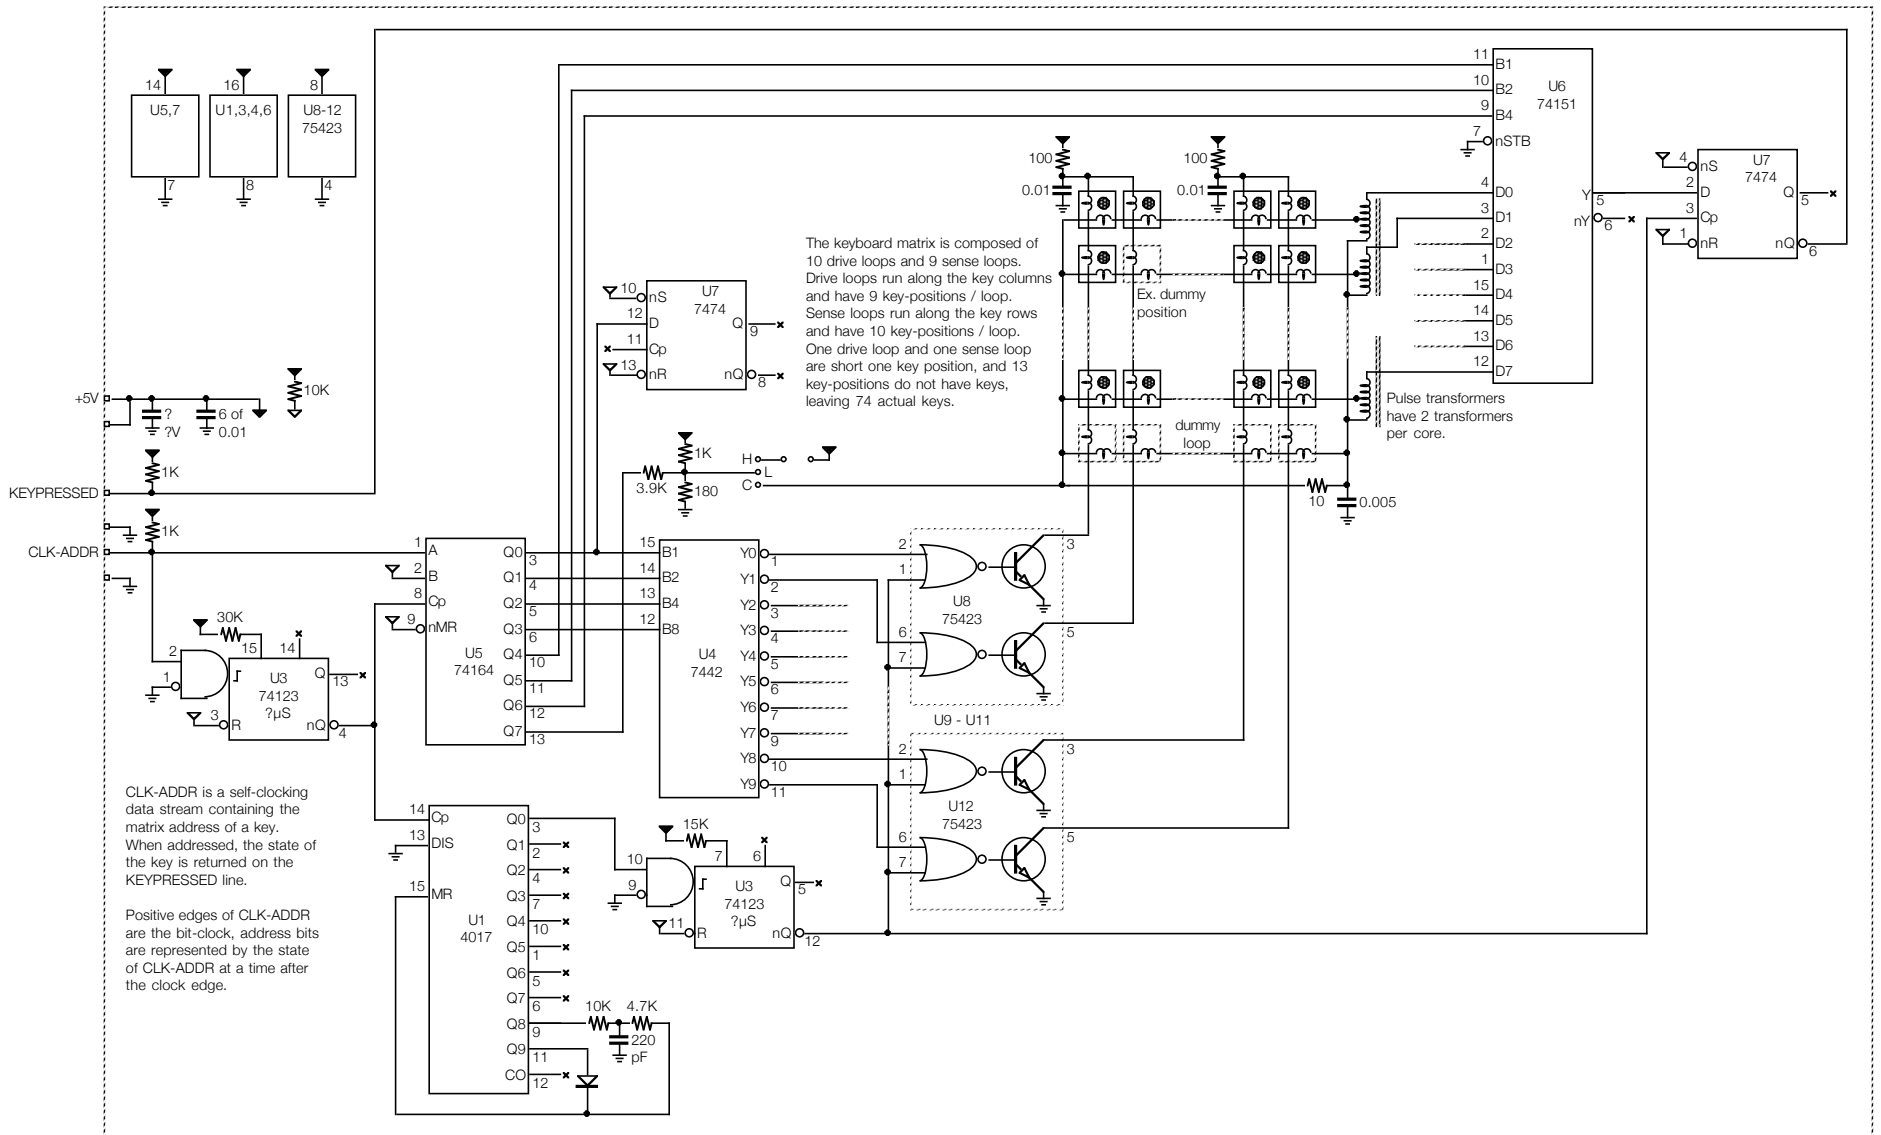 14
U5,7
7
16
U1,3,4,6
8
8
U8-12
75423
4
+5V
?
?V
6 of
0.01
10K
1K
KEYPRESSED
1K
CLK-ADDR
The keyboard matrix is composed of
10 drive loops and 9 sense loops.
Drive loops run along the key columns
and have 9 key-positions / loop.
Sense loops run along the key rows
and have 10 key-positions / loop.
One drive loop and one sense loop
are short one key position, and 13
key-positions do not have keys,
leaving 74 actual keys.
10 nS
12 D
11 Cp
13 nR
U7
7474
Q 9
nQ 8
100
0.01
100
0.01
Ex. dummy
position
dummy
loop
Pulse transformers
have 2 transformers
per core.
10
0.005
11 B1
10 B2
9 B4
7 nSTB
4 D0
3 D1
2 D2
1 D3
15 D4
14 D5
13 D6
12 D7
U6
74151
Y 5
nY 6
4 nS
2 D
3 Cp
1 nR
U7
7474
Q 5
nQ 6
1K
3.9K
180
H
L
C
30K
2
1
15
14
U3
74123
?µS
3 R
Q 13
nQ 4
1 A
2 B
8 Cp
9 nMR
U5
74164
Q0 3
Q1 4
Q2 5
Q3 6
Q4 10
Q5 11
Q6 12
Q7 13
15 B1
14 B2
13 B4
12 B8
U4
7442
Y0 1
Y1 2
Y2 3
Y3 4
Y4 5
Y5 6
Y6 7
Y7 9
Y8 10
Y9 11
2
1
3
U8
75423
6
7
5
U9 - U11
2
1
3
U12
75423
6
7
5
CLK-ADDR is a self-clocking
data stream containing the
matrix address of a key.
When addressed, the state of
the key is returned on the
KEYPRESSED line.
Positive edges of CLK-ADDR
are the bit-clock, address bits
are represented by the state
of CLK-ADDR at a time after
the clock edge.
14 Cp
13 DIS
15 MR
U1
4017
Q0 3
Q1 2
Q2 4
Q3 7
Q4 10
Q5 1
Q6 5
Q7 6
Q8 9
Q9 11
CO 12
15K
10
9
7
6
U3
74123
?µS
11 R
Q 5
nQ 12
10K
4.7K
220
pF